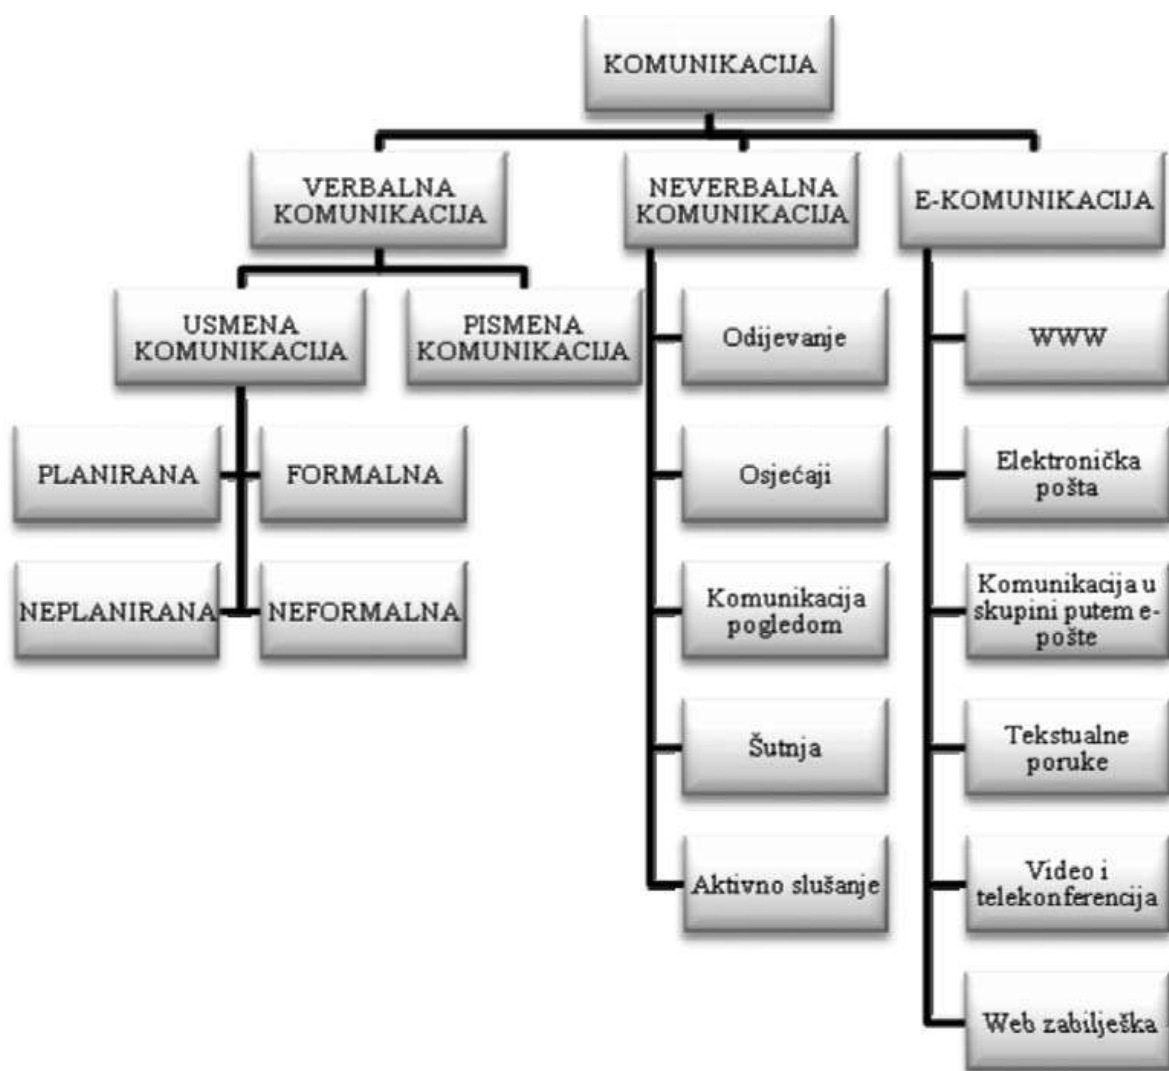 KOMUNIKACIJA
VERBALNA
KOMUNIKACIJA
NEVERBALNA
KOMUNIKACIJA
E-KOMUNIKACIJA
USMENA
KOMUNIKACIJA
PISMENA
KOMUNIKACIJA
PLANIRANA
FORMALNA
NEPLANIRANA
NEFORMALNA
Odijevanje
Osjećaji
Komunikacija
pogledom
Šutnja
Aktivno slušanje
WWW
Elektronička
pošta
Komunikacija u
skupini putem e-
pošte
Tekstualne
poruke
Video i
telekonferencija
Web zabilješka